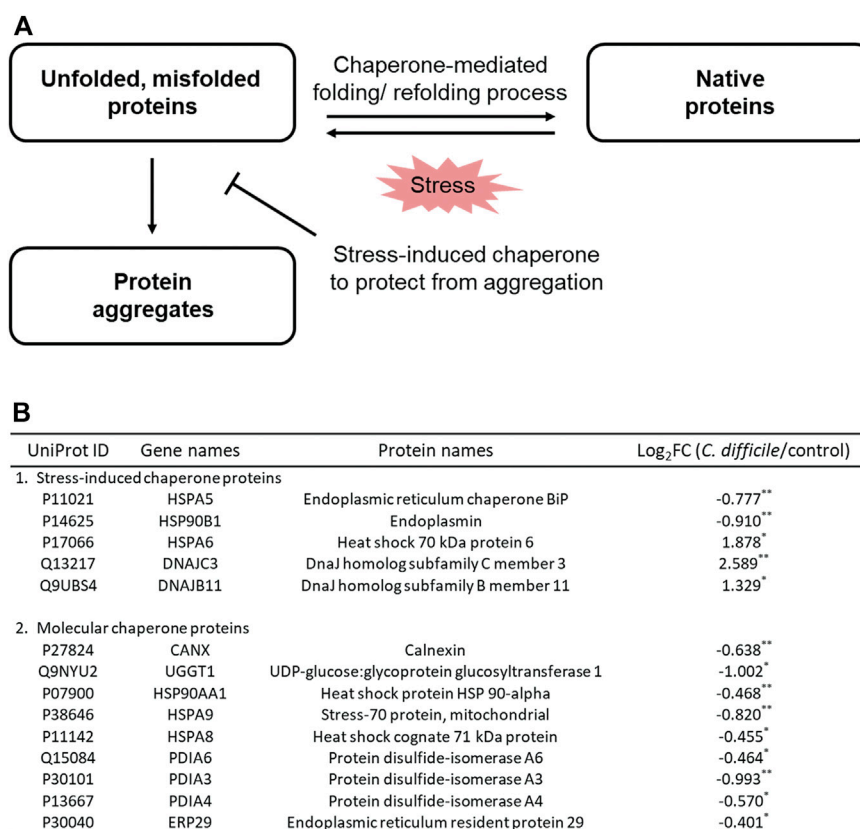 A
Unfolded, misfolded
proteins
Chaperone-mediated
folding/ refolding process
Native
proteins
Stress
Protein
aggregates
Stress-induced chaperone
to protect from aggregation
B
UniProt ID Gene names Protein names Log₂FC (C. difficile/control)
1. Stress-induced chaperone proteins
P11021 HSPA5 Endoplasmic reticulum chaperone BiP -0.777**
P14625 HSP90B1 Endoplasmin -0.910**
P17066 HSPA6 Heat shock 70 kDa protein 6 1.878*
Q13217 DNAJC3 DnaJ homolog subfamily C member 3 2.589**
Q9UBS4 DNAJB11 DnaJ homolog subfamily B member 11 1.329*
2. Molecular chaperone proteins
P27824 CANX Calnexin -0.638**
Q9NYU2 UGGT1 UDP-glucose:glycoprotein glucosyltransferase 1 -1.002*
P07900 HSP90AA1 Heat shock protein HSP 90-alpha -0.468**
P38646 HSPA9 Stress-70 protein, mitochondrial -0.820**
P11142 HSPA8 Heat shock cognate 71 kDa protein -0.455*
Q15084 PDIA6 Protein disulfide-isomerase A6 -0.464*
P30101 PDIA3 Protein disulfide-isomerase A3 -0.993**
P13667 PDIA4 Protein disulfide-isomerase A4 -0.570*
P30040 ERP29 Endoplasmic reticulum resident protein 29 -0.401*